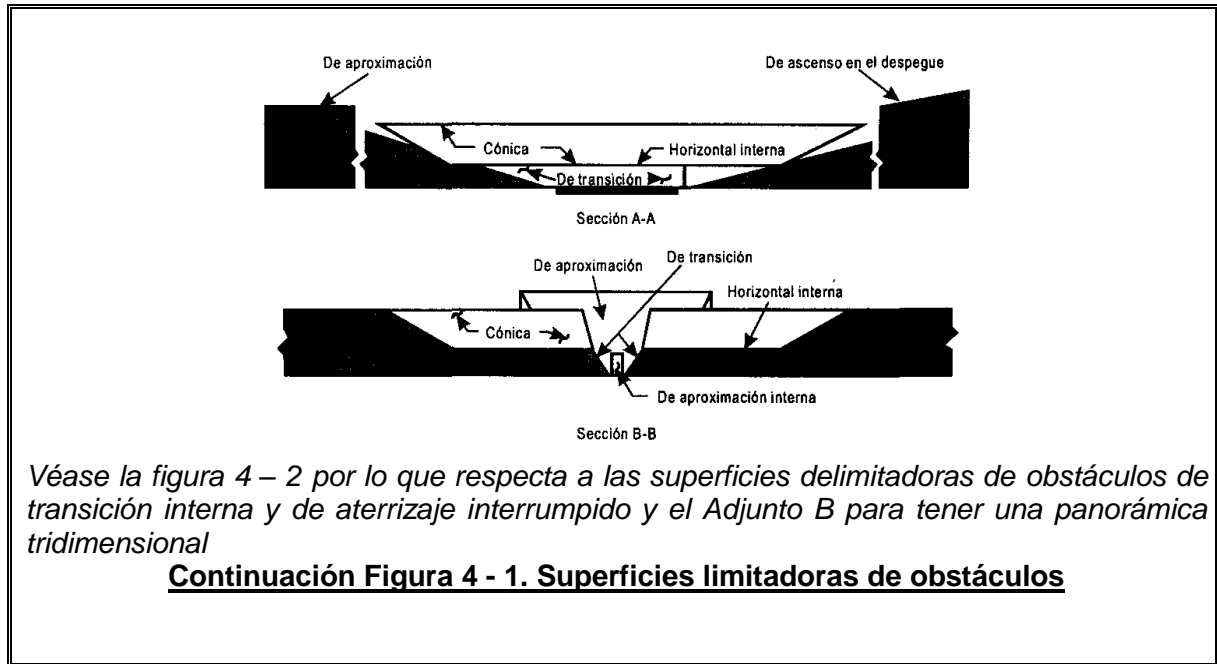 De aproximación
De ascenso en el despegue
Cónica
Horizontal interna
De transición
Sección A-A
De aproximación
De transición
Horizontal interna
Cónica
De aproximación interna
Sección B-B
Véase la figura 4 – 2 por lo que respecta a las superficies delimitadoras de obstáculos de
transición interna y de aterrizaje interrumpido y el Adjunto B para tener una panorámica
tridimensional
Continuación Figura 4 - 1. Superficies limitadoras de obstáculos